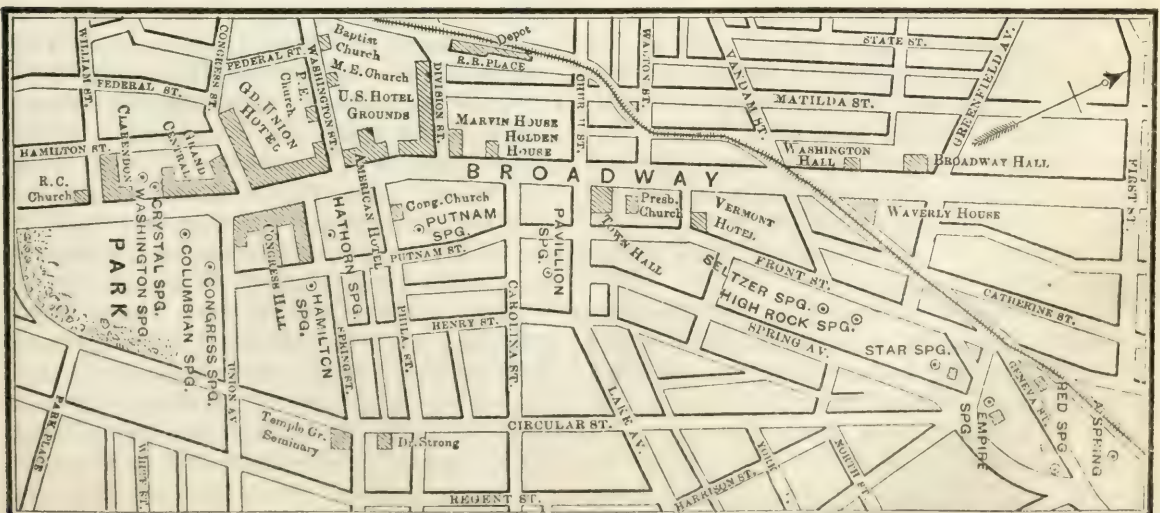 WILLIAM ST.
CONGRESS ST.
FEDERAL ST.
FEDERAL ST.
WASHINGTON ST.
P. E.
Church
Baptist
Church
M. E. Church
U.S. HOTEL
GROUNDS
DIVISION ST.
Depot
R.R. PLACE
CHURCH ST.
WALTON ST.
VANDAM ST.
STATE ST.
MATILDA ST.
GREENFIELD AV.
FIRST ST.
HAMILTON ST.
CLARENDON
GRAND
CENTRAL
GD. UNION
HOTEL
AMERICAN HOTEL
MARVIN HOUSE
HOLDEN
HOUSE
WASHINGTON
HALL
BROADWAY HALL
BROADWAY
R.C.
Church
PARK
WASHINGTON SPG.
CRYSTAL SPG.
COLUMBIAN SPG.
CONGRESS SPG.
CONGRESS HALL
HAMILTON
SPG.
HATHORN
SPG.
Cong. Church
PUTNAM
SPG.
PUTNAM ST.
PAVILLION
SPG.
TOWN HALL
Presb.
Church
VERMONT
HOTEL
WAVERLY HOUSE
FRONT ST.
SELTZER SPG.
HIGH ROCK SPG.
SPRING AV.
STAR SPG.
CATHERINE ST.
GENEVA ST.
RED SPG
EMPIRE
SPG
SPRING
UNION AV
SPRING ST.
PHILA. ST.
HENRY ST.
CAROLINA ST.
LAKE AV.
CIRCULAR ST.
Temple Gr.
Seminary
Dr. Strong
PARK PLACE
REGENT ST.
HARRISON ST.
YORK
NORTH ST